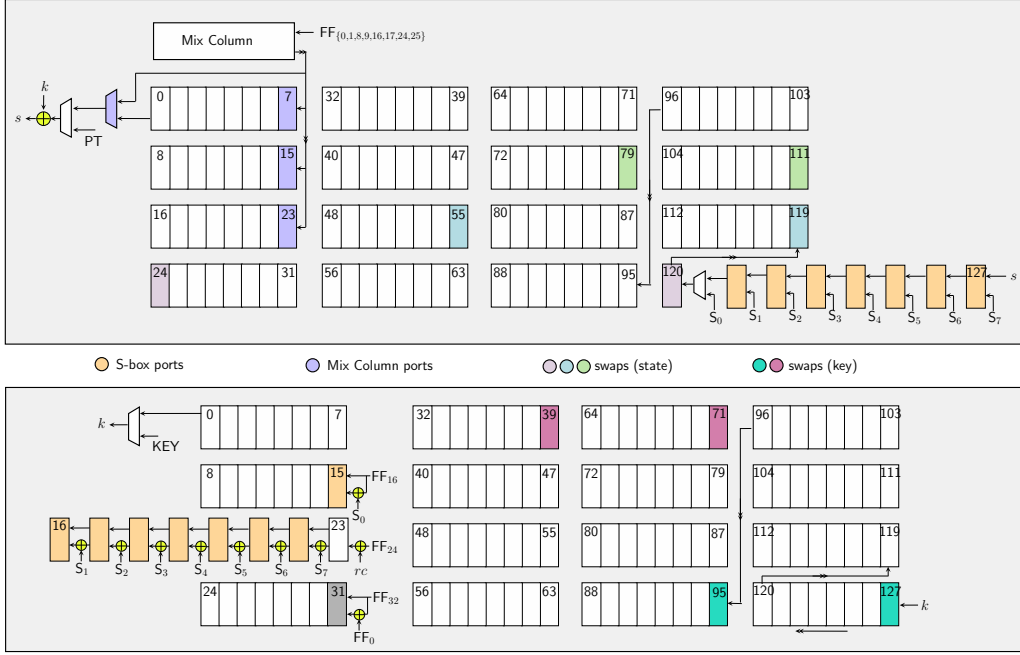 Mix Column
FF{0,1,8,9,16,17,24,25}
k
s
PT
0 7 32 39 64 71 96 103
8 15 40 47 72 79 104 111
16 23 48 55 80 87 112 119
24 31 56 63 88 95 120 127 s
S0 S1 S2 S3 S4 S5 S6 S7
S-box ports Mix Column ports swaps (state) swaps (key)
k
KEY
0 7 32 39 64 71 96 103
8 15 FF16 40 47 72 79 104 111
S0
16 23 FF24 48 55 80 87 112 119
S1 S2 S3 S4 S5 S6 S7 rc
24 31 FF32 56 63 88 95 120 127 k
FF0